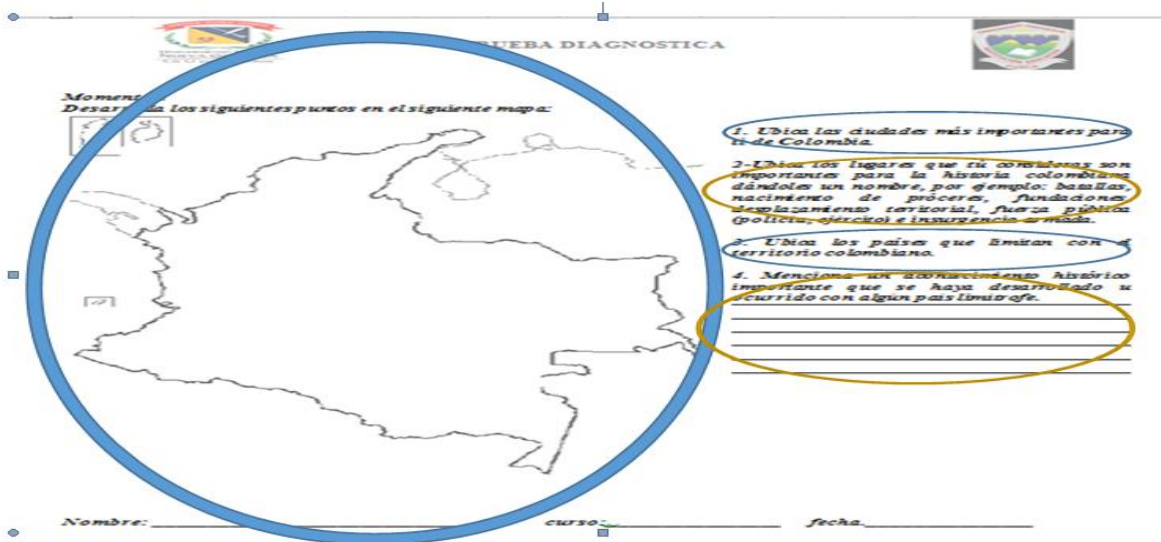 UEBA DIAGNOSTICA
Moment
Desar la los siguientes puntos en el siguiente mapa:
1. Ubica las ciudades más importantes para
ti de Colombia.
2-Ubica los lugares que tú consideras son
importantes para la historia colombiana
dándoles un nombre, por ejemplo: batallas,
nacimiento de próceres, fundaciones,
desplazamiento territorial, fuerza pública
(policía, ejército) e insurgencia armada.
3. Ubica los países que limitan con el
territorio colombiano.
4. Menciona un acontecimiento histórico
importante que se haya desarrollado u
ocurrido con algún país limítrofe.
Nombre: curso: fecha